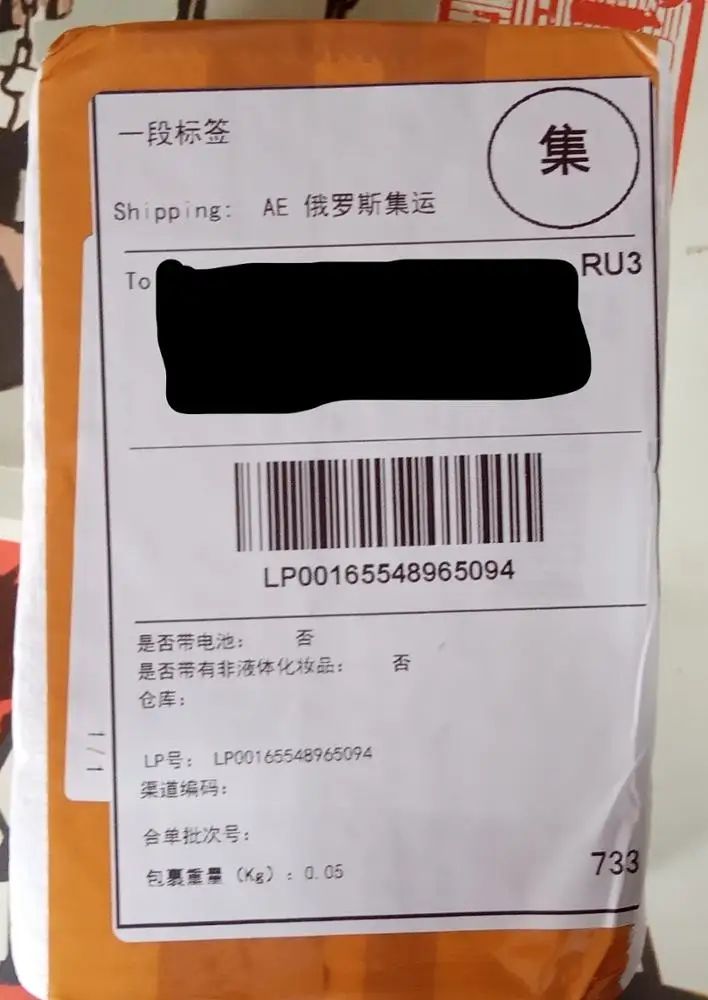 一段标签
集
Shipping: AE 俄罗斯集运
To
RU3
LP00165548965094
是否带电池: 否
是否带有非液体化妆品: 否
仓库:
LP号: LP00165548965094
渠道编码:
合单批次号:
包裹重量 (Kg) : 0.05
733
1/1